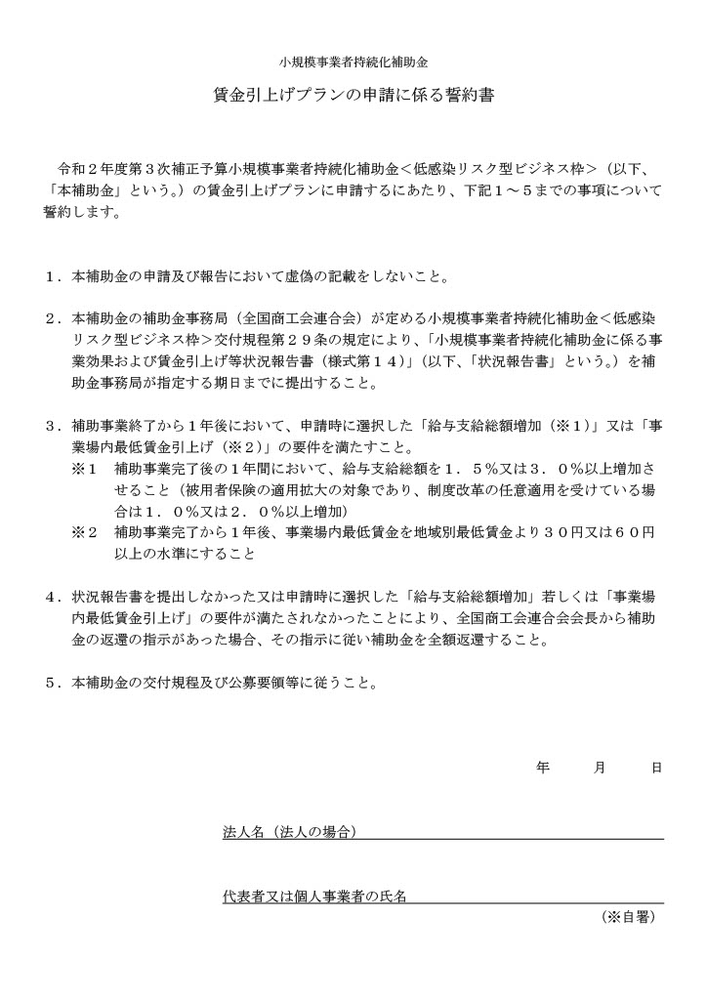 小規模事業者持続化補助金
賃金引上げプランの申請に係る誓約書
令和２年度第３次補正予算小規模事業者持続化補助金＜低感染リスク型ビジネス枠＞（以下、
「本補助金」という。）の賃金引上げプランに申請するにあたり、下記１～５までの事項について
誓約します。
１．本補助金の申請及び報告において虚偽の記載をしないこと。
２．本補助金の補助金事務局（全国商工会連合会）が定める小規模事業者持続化補助金＜低感染
リスク型ビジネス枠＞交付規程第２９条の規定により、「小規模事業者持続化補助金に係る事
業効果および賃金引上げ等状況報告書（様式第１４）」（以下、「状況報告書」という。）を補
助金事務局が指定する期日までに提出すること。
３．補助事業終了から１年後において、申請時に選択した「給与支給総額増加（※１）」又は「事
業場内最低賃金引上げ（※２）」の要件を満たすこと。
※１　補助事業完了後の１年間において、給与支給総額を１．５％又は３．０％以上増加さ
せること（被用者保険の適用拡大の対象であり、制度改革の任意適用を受けている場
合は１．０％又は２．０％以上増加）
※２　補助事業完了から１年後、事業場内最低賃金を地域別最低賃金より３０円又は６０円
以上の水準にすること
４．状況報告書を提出しなかった又は申請時に選択した「給与支給総額増加」若しくは「事業場
内最低賃金引上げ」の要件が満たされなかったことにより、全国商工会連合会会長から補助
金の返還の指示があった場合、その指示に従い補助金を全額返還すること。
５．本補助金の交付規程及び公募要領等に従うこと。
年　　　月　　　日
法人名（法人の場合）
代表者又は個人事業者の氏名
（※自署）